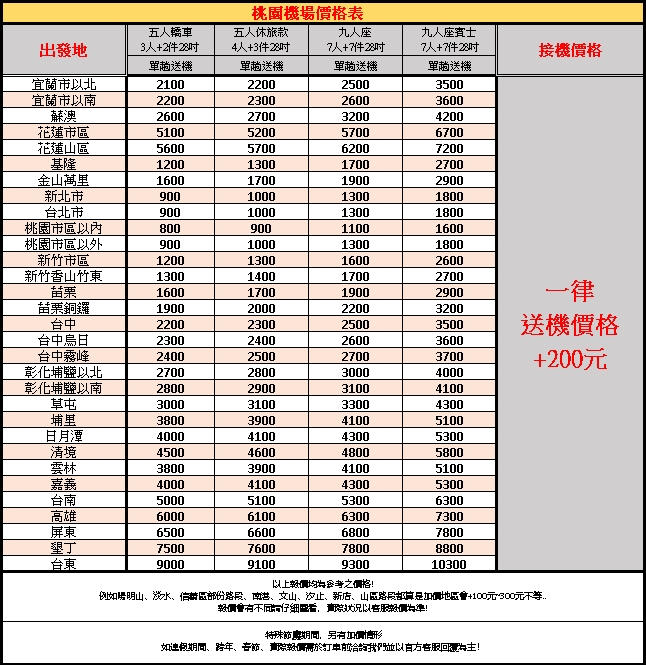 桃園機場價格表
出發地 五人轎車 五人休旅款 九人座 九人座賓士 接機價格
3人+2件28吋 4人+3件28吋 7人+7件28吋 7人+7件28吋
單趟送機 單趟送機 單趟送機 單趟送機
宜蘭市以北 2100 2200 2500 3500
宜蘭市以南 2200 2300 2600 3600
蘇澳 2600 2700 3200 4200
花蓮市區 5100 5200 5700 6700
花蓮山區 5600 5700 6200 7200
基隆 1200 1300 1700 2700
金山萬里 1600 1700 1900 2900
新北市 900 1000 1300 1800
台北市 900 1000 1300 1800
桃園市區以內 800 900 1100 1600
桃園市區以外 900 1000 1300 1800
新竹市區 1200 1300 1600 2600
新竹香山竹東 1300 1400 1700 2700
苗栗 1600 1700 1900 2900
苗栗銅鑼 1900 2000 2200 3200
台中 2200 2300 2500 3500
台中烏日 2300 2400 2600 3600
台中霧峰 2400 2500 2700 3700
彰化埔鹽以北 2700 2800 3000 4000
彰化埔鹽以南 2800 2900 3100 4100
草屯 3000 3100 3300 4300
埔里 3800 3900 4100 5100
日月潭 4000 4100 4300 5300
清境 4500 4600 4800 5800
雲林 3800 3900 4100 5100
嘉義 4000 4100 4300 5300
台南 5000 5100 5300 6300
高雄 6000 6100 6300 7300
屏東 6500 6600 6800 7800
墾丁 7500 7600 7800 8800
台東 9000 9100 9300 10300
一律
送機價格
+200元
以上報價均為參考之價格!
例如陽明山、淡水、信義區部份路段、南港、文山、汐止、新店、山區路段都算是加價地區會+100元~300元不等..
報價會有不同請仔細查看，實際狀況以客服報價為準!
特殊節慶期間，另有加價情形
如連假期間、跨年、春節、實際報價需於訂車前洽詢我們並以官方客服回覆為主!